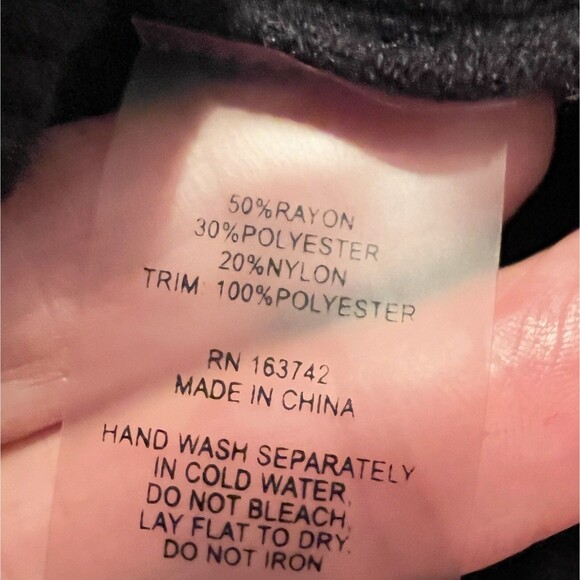 50%RAYON
30%POLYESTER
20%NYLON
TRIM: 100%POLYESTER
RN 163742
MADE IN CHINA
HAND WASH SEPARATELY
IN COLD WATER,
DO NOT BLEACH,
LAY FLAT TO DRY.
DO NOT IRON